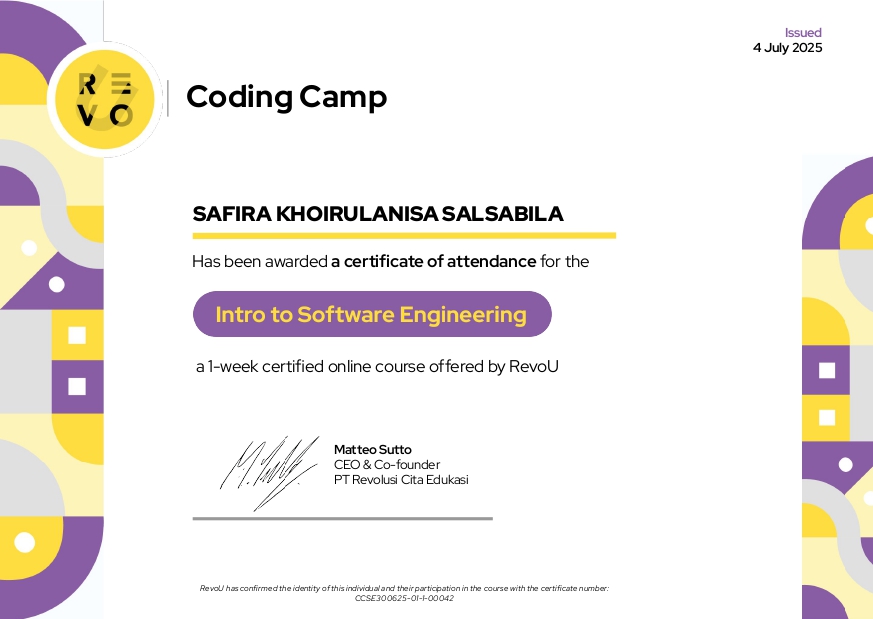 Issued
4 July 2025
R E
V O
Coding Camp
SAFIRA KHOIRULANISA SALSABILA
Has been awarded a certificate of attendance for the
Intro to Software Engineering
a 1-week certified online course offered by RevoU
Matteo Sutto
CEO & Co-founder
PT Revolusi Cita Edukasi
RevoU has confirmed the identity of this individual and their participation in the course with the certificate number:
CCSE300625-01-1-00042